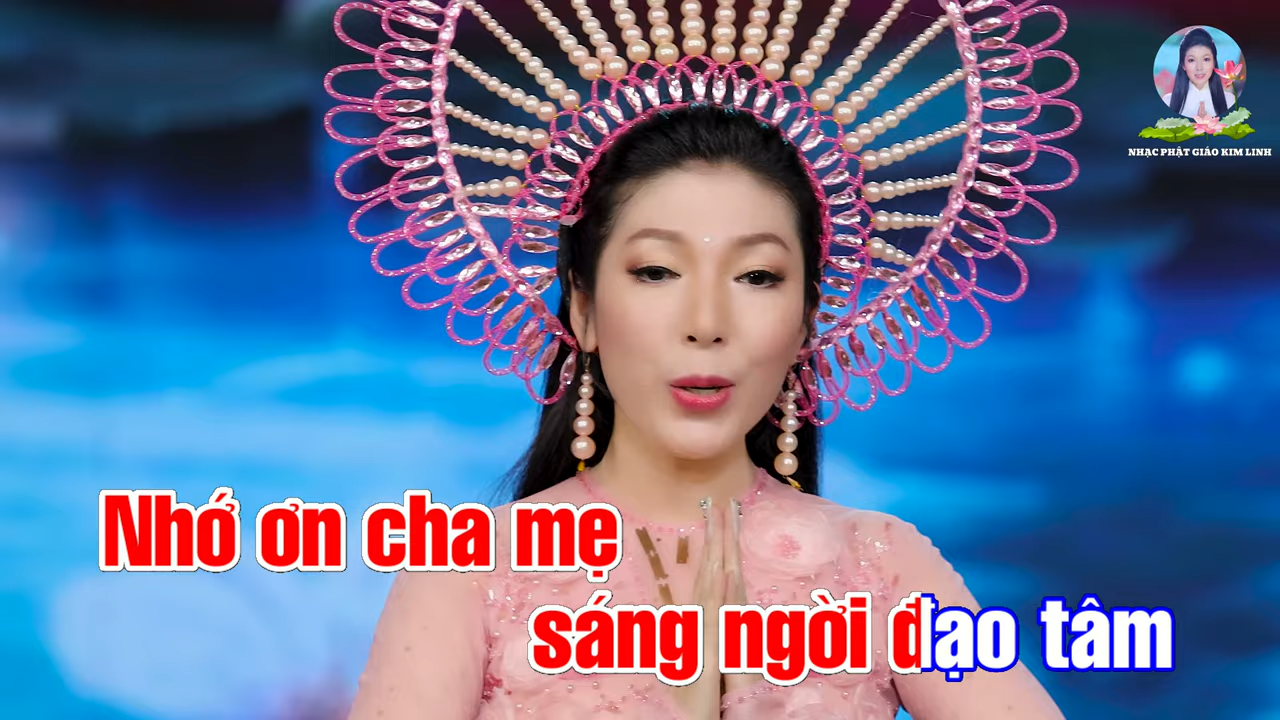 NHẠC PHẬT GIÁO KIM LINH
Nhớ ơn cha mẹ
sáng ngời đạo tâm